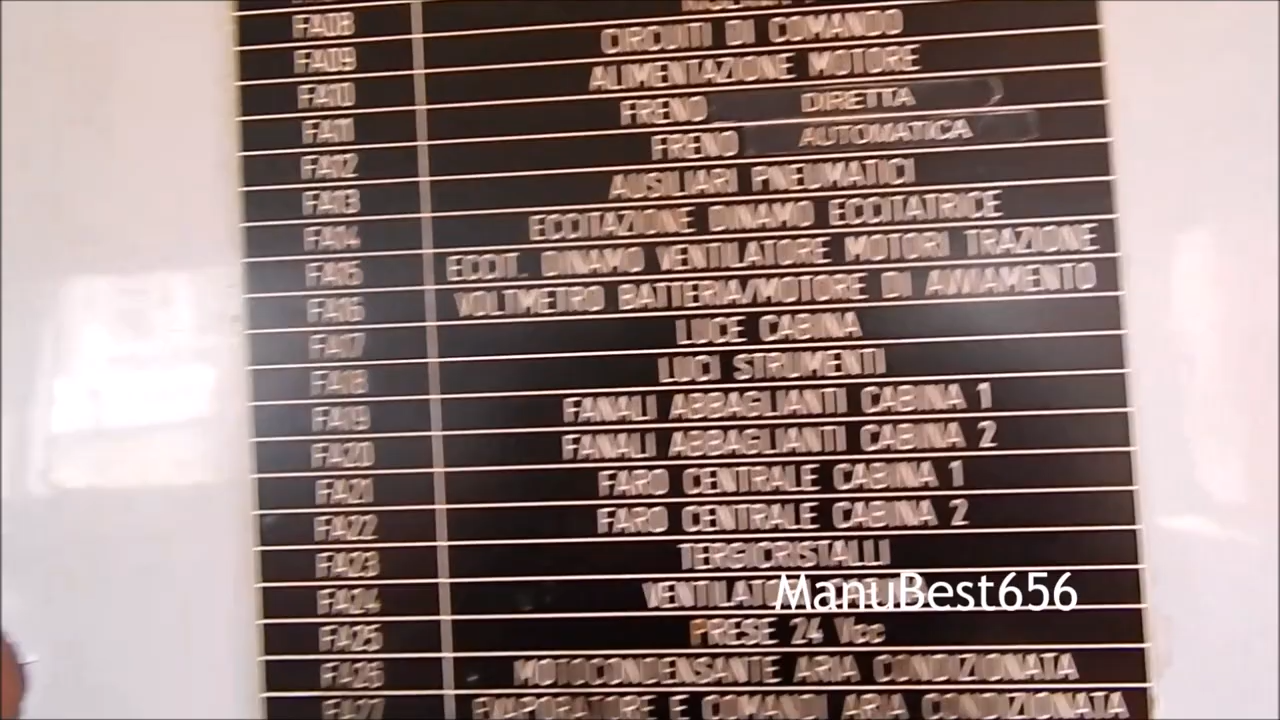 FA08
FA09 CIRCUITI DI COMANDO
FA10 ALIMENTAZIONE MOTORE
FA11 FRENO DIRETTA
FA12 FRENO AUTOMATICA
FA13 AUSILIARI PNEUMATICI
FA14 ECCITAZIONE DINAMO ECCITATRICE
FA15 ECCIT. DINAMO VENTILATORE MOTORI TRAZIONE
FA16 VOLTMETRO BATTERIA/MOTORE DI AVVIAMENTO
FA17 LUCE CABINA
FA18 LUCI STRUMENTI
FA19 FANALI ABBAGLIANTI CABINA 1
FA20 FANALI ABBAGLIANTI CABINA 2
FA21 FARO CENTRALE CABINA 1
FA22 FARO CENTRALE CABINA 2
FA23 TERGICRISTALLI
FA24
ManuBest656
FA25 PRESE 24 Vcc
FA26 MOTOCONDENSANTE ARIA CONDIZIONATA
FA27 EVAPORATORE E COMANDI ARIA CONDIZIONATA